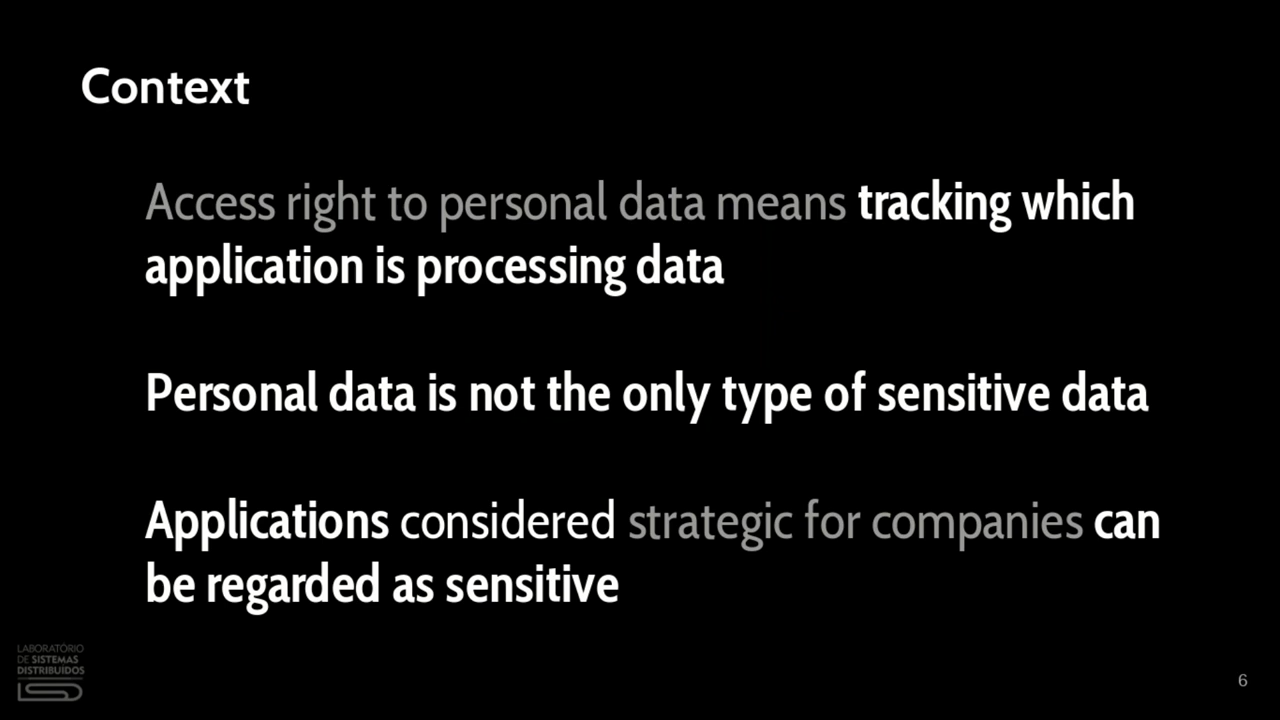 Context
Access right to personal data means tracking which
application is processing data
Personal data is not the only type of sensitive data
Applications considered strategic for companies can
be regarded as sensitive
LABORATÓRIO
DE SISTEMAS
DISTRIBUÍDOS
6